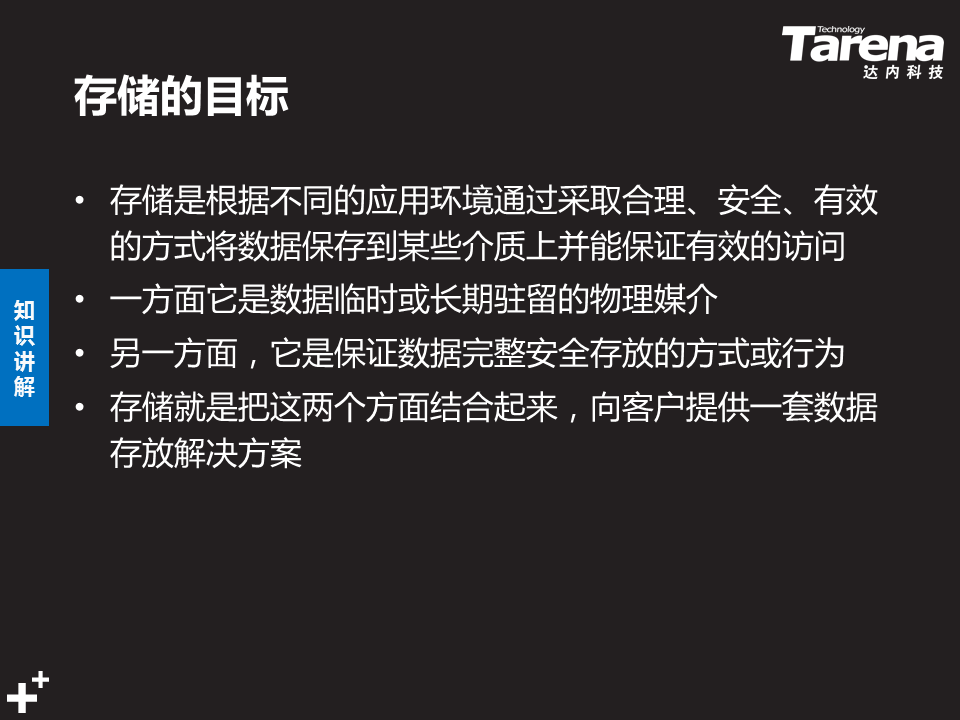 Technology
Tarena
达内科技
存储的目标
• 存储是根据不同的应用环境通过采取合理、安全、有效
的方式将数据保存到某些介质上并能保证有效的访问
• 一方面它是数据临时或长期驻留的物理媒介
• 另一方面，它是保证数据完整安全存放的方式或行为
• 存储就是把这两个方面结合起来，向客户提供一套数据
存放解决方案
知
识
讲
解